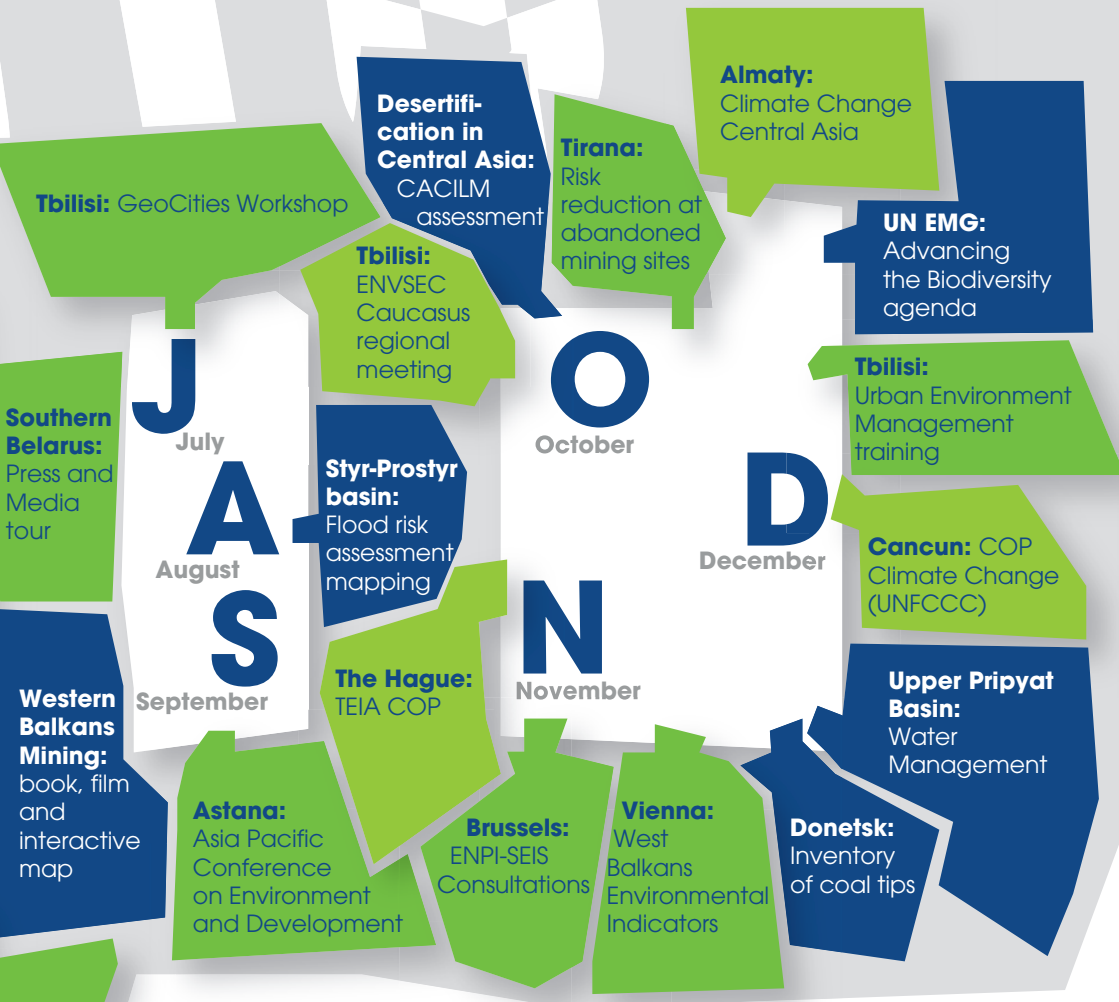 Almaty:
Climate Change
Central Asia
Desertifi-
cation in
Central Asia:
CACILM
assessment
Tirana:
Risk
reduction at
abandoned
mining sites
Tbilisi: GeoCities Workshop
UN EMG:
Advancing
the Biodiversity
agenda
Tbilisi:
ENVSEC
Caucasus
regional
meeting
J
July
O
October
Tbilisi:
Urban Environment
Management
training
Southern
Belarus:
Press and
Media
tour
A
August
Styr-Prostyr
basin:
Flood risk
assessment
mapping
D
December
Cancun: COP
Climate Change
(UNFCCC)
S
September
The Hague:
TEIA COP
N
November
Upper Pripyat
Basin:
Water
Management
Western
Balkans
Mining:
book, film
and
interactive
map
Astana:
Asia Pacific
Conference
on Environment
and Development
Brussels:
ENPI-SEIS
Consultations
Vienna:
West
Balkans
Environmental
Indicators
Donetsk:
Inventory
of coal tips